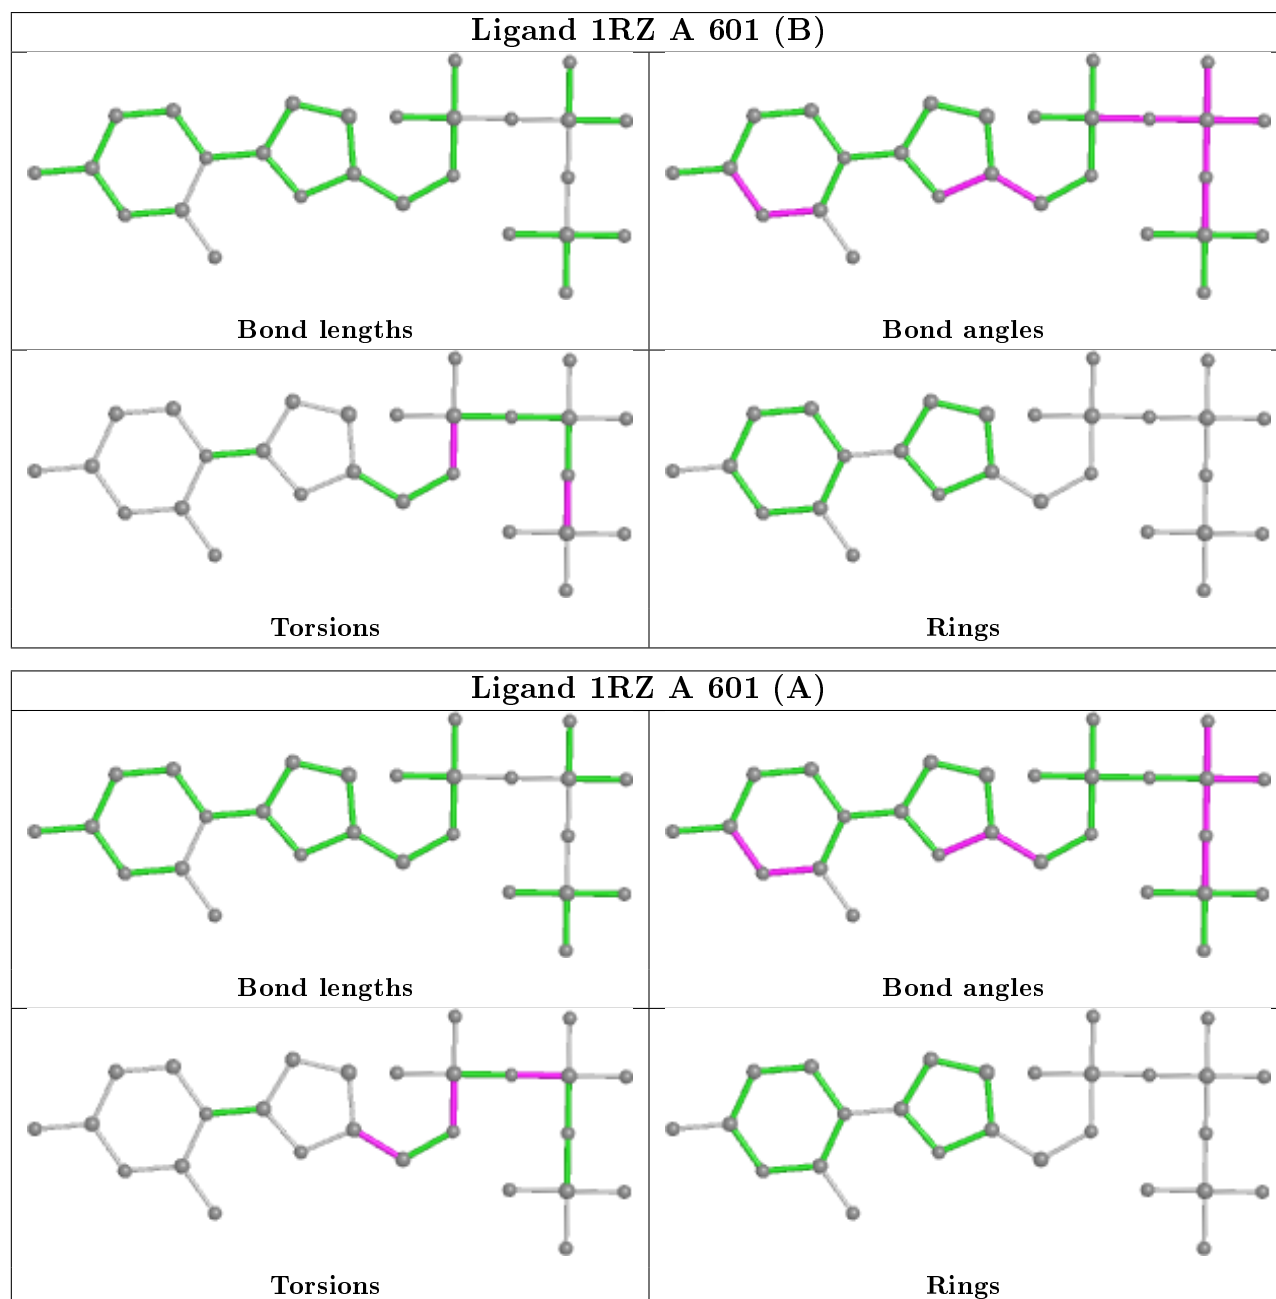 Ligand 1RZ A 601 (B)
Bond lengths
Bond angles
Torsions
Rings
Ligand 1RZ A 601 (A)
Bond lengths
Bond angles
Torsions
Rings